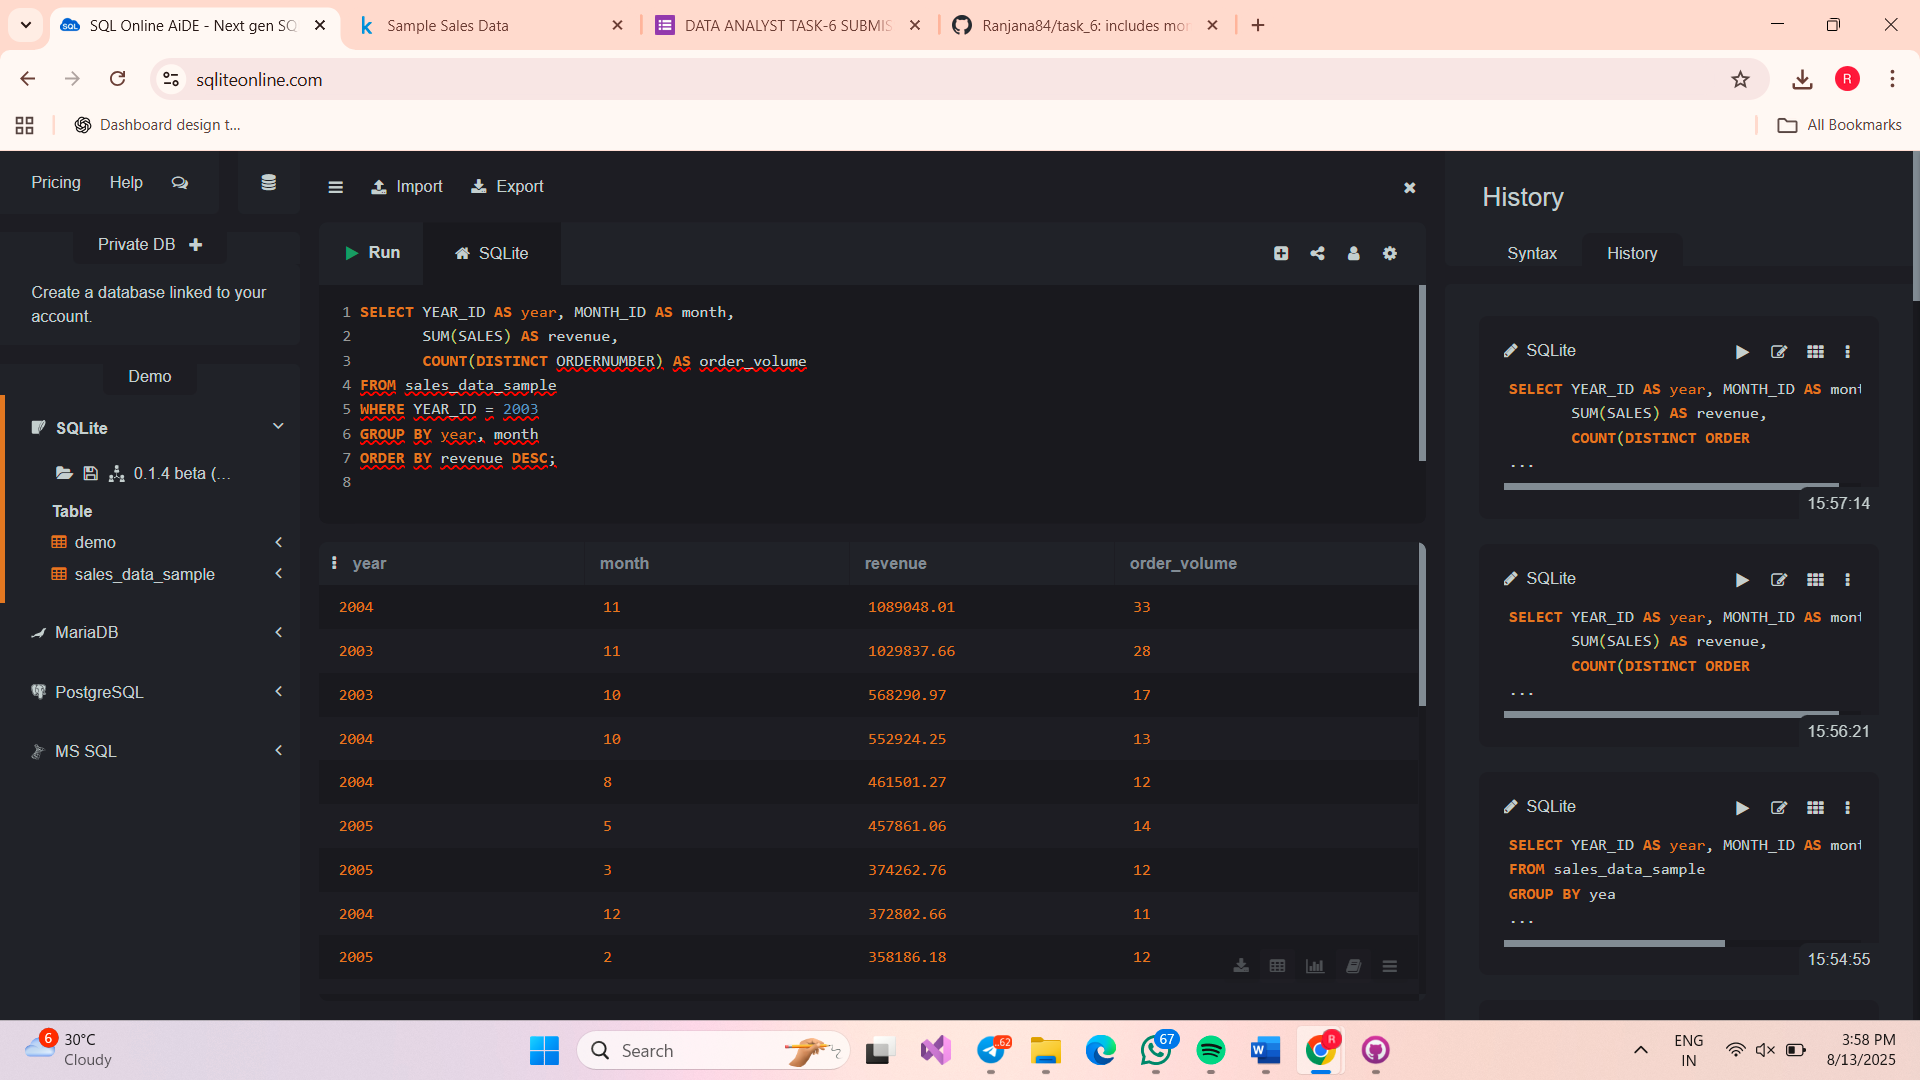 SQL Online AiDE - Next gen SQ
Sample Sales Data
DATA ANALYST TASK-6 SUBMIS
Ranjana84/task_6: includes mon
sqliteonline.com
R
Dashboard design t...
All Bookmarks
Pricing
Help
Import
Export
Private DB
Create a database linked to your
account.
Demo
SQLite
0.1.4 beta (...
Table
demo
sales_data_sample
MariaDB
PostgreSQL
MS SQL
Run
SQLite
1 SELECT YEAR_ID AS year, MONTH_ID AS month,
2 SUM(SALES) AS revenue,
3 COUNT(DISTINCT ORDERNUMBER) AS order_volume
4 FROM sales_data_sample
5 WHERE YEAR_ID = 2003
6 GROUP BY year, month
7 ORDER BY revenue DESC;
8
year month revenue order_volume
2004 11 1089048.01 33
2003 11 1029837.66 28
2003 10 568290.97 17
2004 10 552924.25 13
2004 8 461501.27 12
2005 5 457861.06 14
2005 3 374262.76 12
2004 12 372802.66 11
2005 2 358186.18 12
History
Syntax
History
SQLite
SELECT YEAR_ID AS year, MONTH_ID AS mont
SUM(SALES) AS revenue,
COUNT(DISTINCT ORDER
...
15:57:14
SQLite
SELECT YEAR_ID AS year, MONTH_ID AS mont
SUM(SALES) AS revenue,
COUNT(DISTINCT ORDER
...
15:56:21
SQLite
SELECT YEAR_ID AS year, MONTH_ID AS mont
FROM sales_data_sample
GROUP BY yea
...
15:54:55
6
30°C
Cloudy
Search
..62
67
R
ENG
IN
3:58 PM
8/13/2025